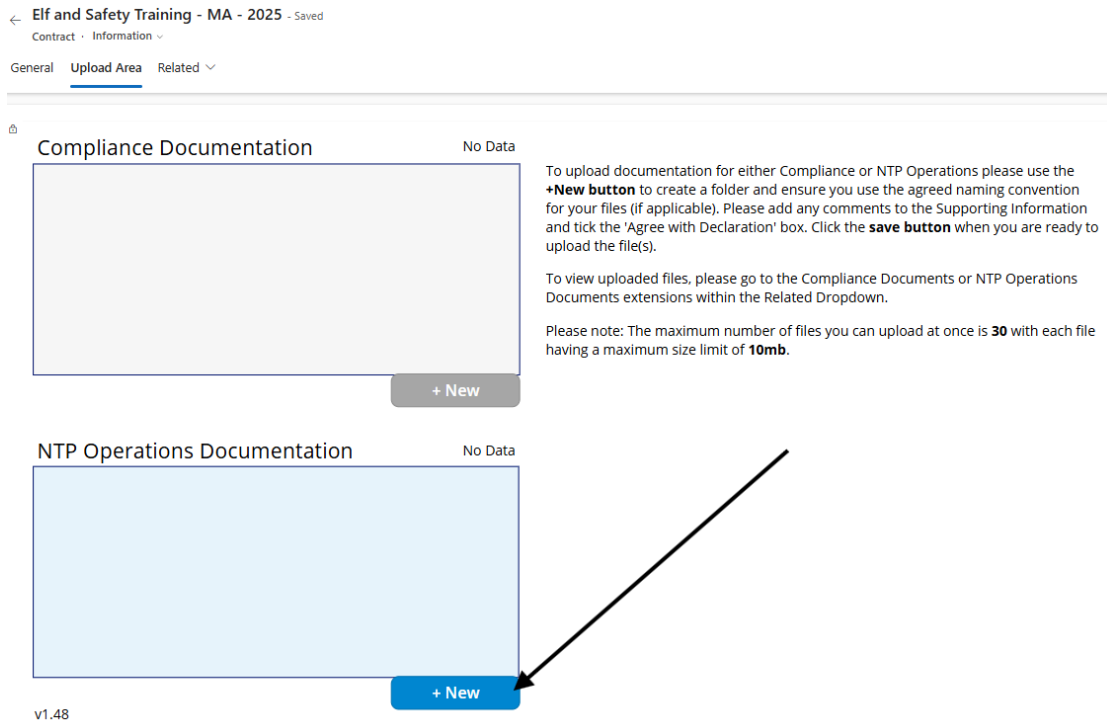 Elf and Safety Training - MA - 2025 - Saved
Contract · Information
General Upload Area Related
Compliance Documentation No Data
To upload documentation for either Compliance or NTP Operations please use the
+New button to create a folder and ensure you use the agreed naming convention
for your files (if applicable). Please add any comments to the Supporting Information
and tick the 'Agree with Declaration' box. Click the save button when you are ready to
upload the file(s).
To view uploaded files, please go to the Compliance Documents or NTP Operations
Documents extensions within the Related Dropdown.
Please note: The maximum number of files you can upload at once is 30 with each file
having a maximum size limit of 10mb.
+ New
NTP Operations Documentation No Data
+ New
v1.48